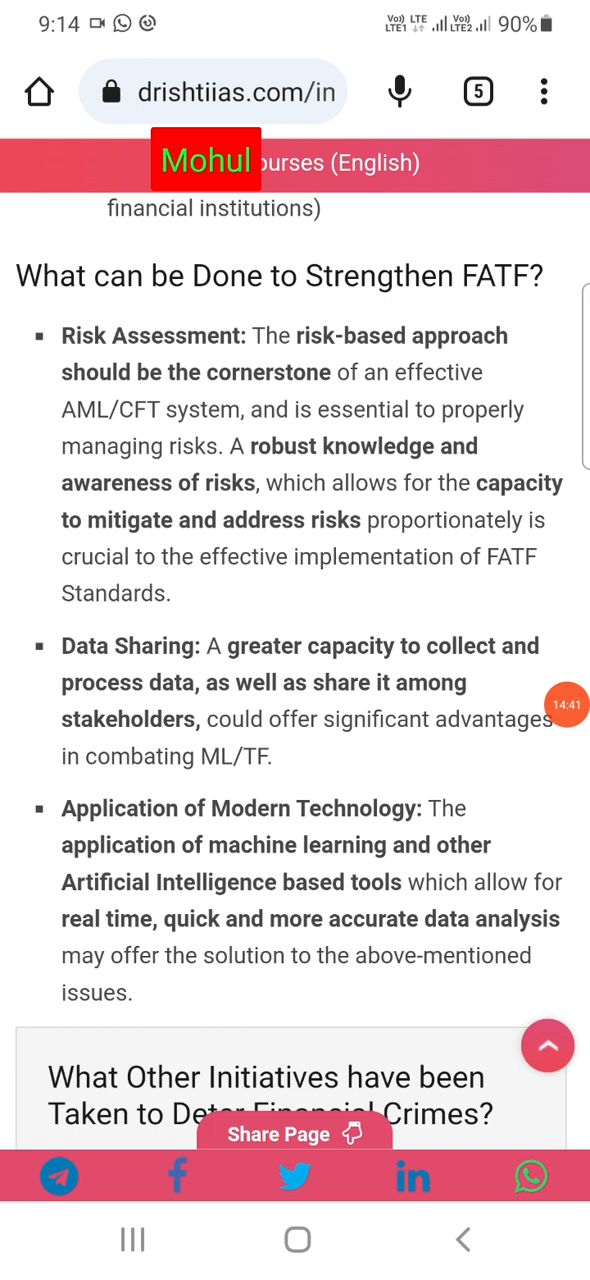 9:14 Vo)) LTE Vo)) 90%
LTE1 LTE2
drishtiias.com/in 5
Mohul ourses (English)
financial institutions)
What can be Done to Strengthen FATF?
▪ Risk Assessment: The risk-based approach
should be the cornerstone of an effective
AML/CFT system, and is essential to properly
managing risks. A robust knowledge and
awareness of risks, which allows for the capacity
to mitigate and address risks proportionately is
crucial to the effective implementation of FATF
Standards.
▪ Data Sharing: A greater capacity to collect and
process data, as well as share it among
stakeholders, could offer significant advantages
14:41
in combating ML/TF.
▪ Application of Modern Technology: The
application of machine learning and other
Artificial Intelligence based tools which allow for
real time, quick and more accurate data analysis
may offer the solution to the above-mentioned
issues.
What Other Initiatives have been
Taken to Deter Financial Crimes?
Share Page